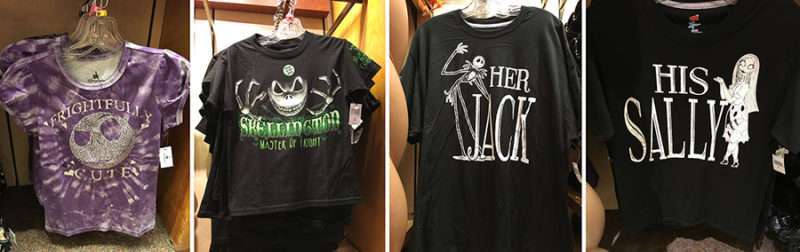 FRIGHTFULLY
CUTE
SKELLINGTON
MASTER OF FRIGHT
HER
JACK
HIS
SALLY